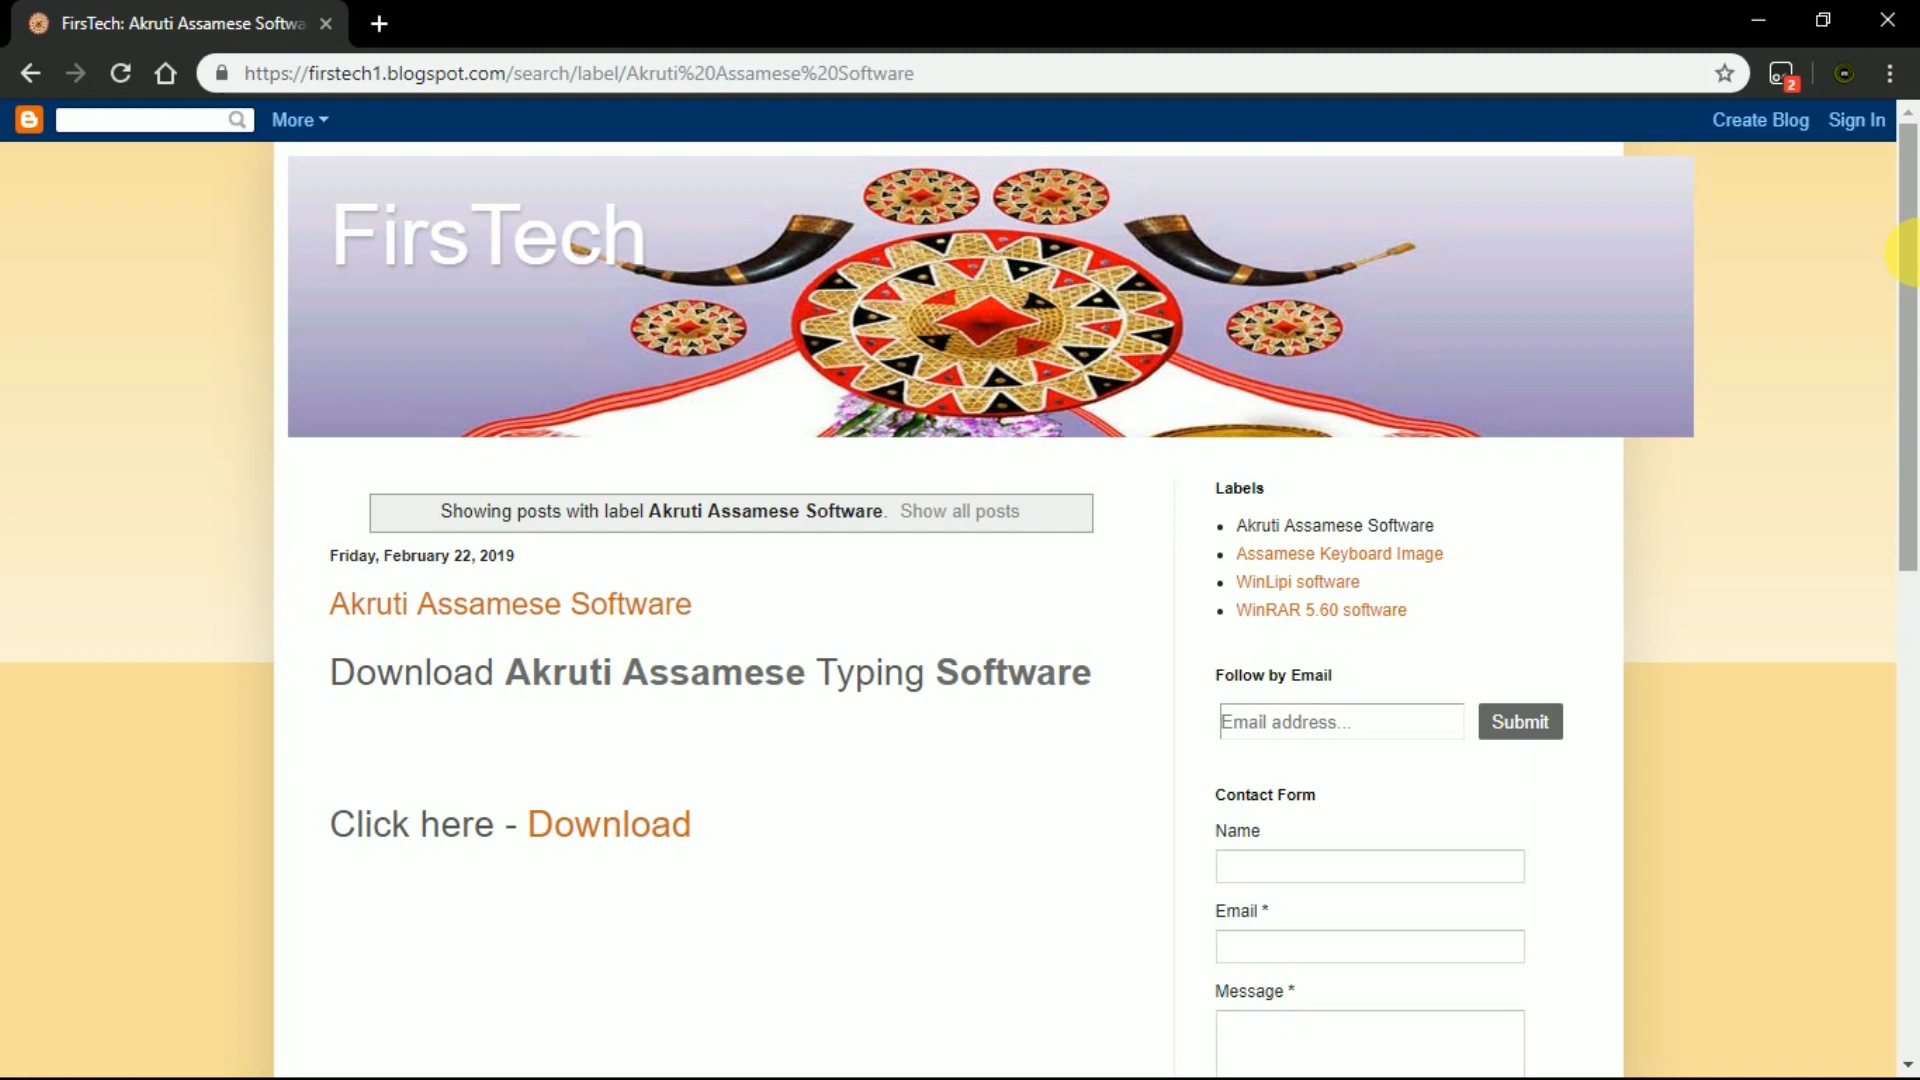 FirsTech: Akruti Assamese Softwa
https://firstech1.blogspot.com/search/label/Akruti%20Assamese%20Software
2
More
Create Blog
Sign In
FirsTech
Showing posts with label Akruti Assamese Software. Show all posts
Friday, February 22, 2019
Akruti Assamese Software
Download Akruti Assamese Typing Software
Click here - Download
Labels
Akruti Assamese Software
Assamese Keyboard Image
WinLipi software
WinRAR 5.60 software
Follow by Email
Email address...
Submit
Contact Form
Name
Email *
Message *